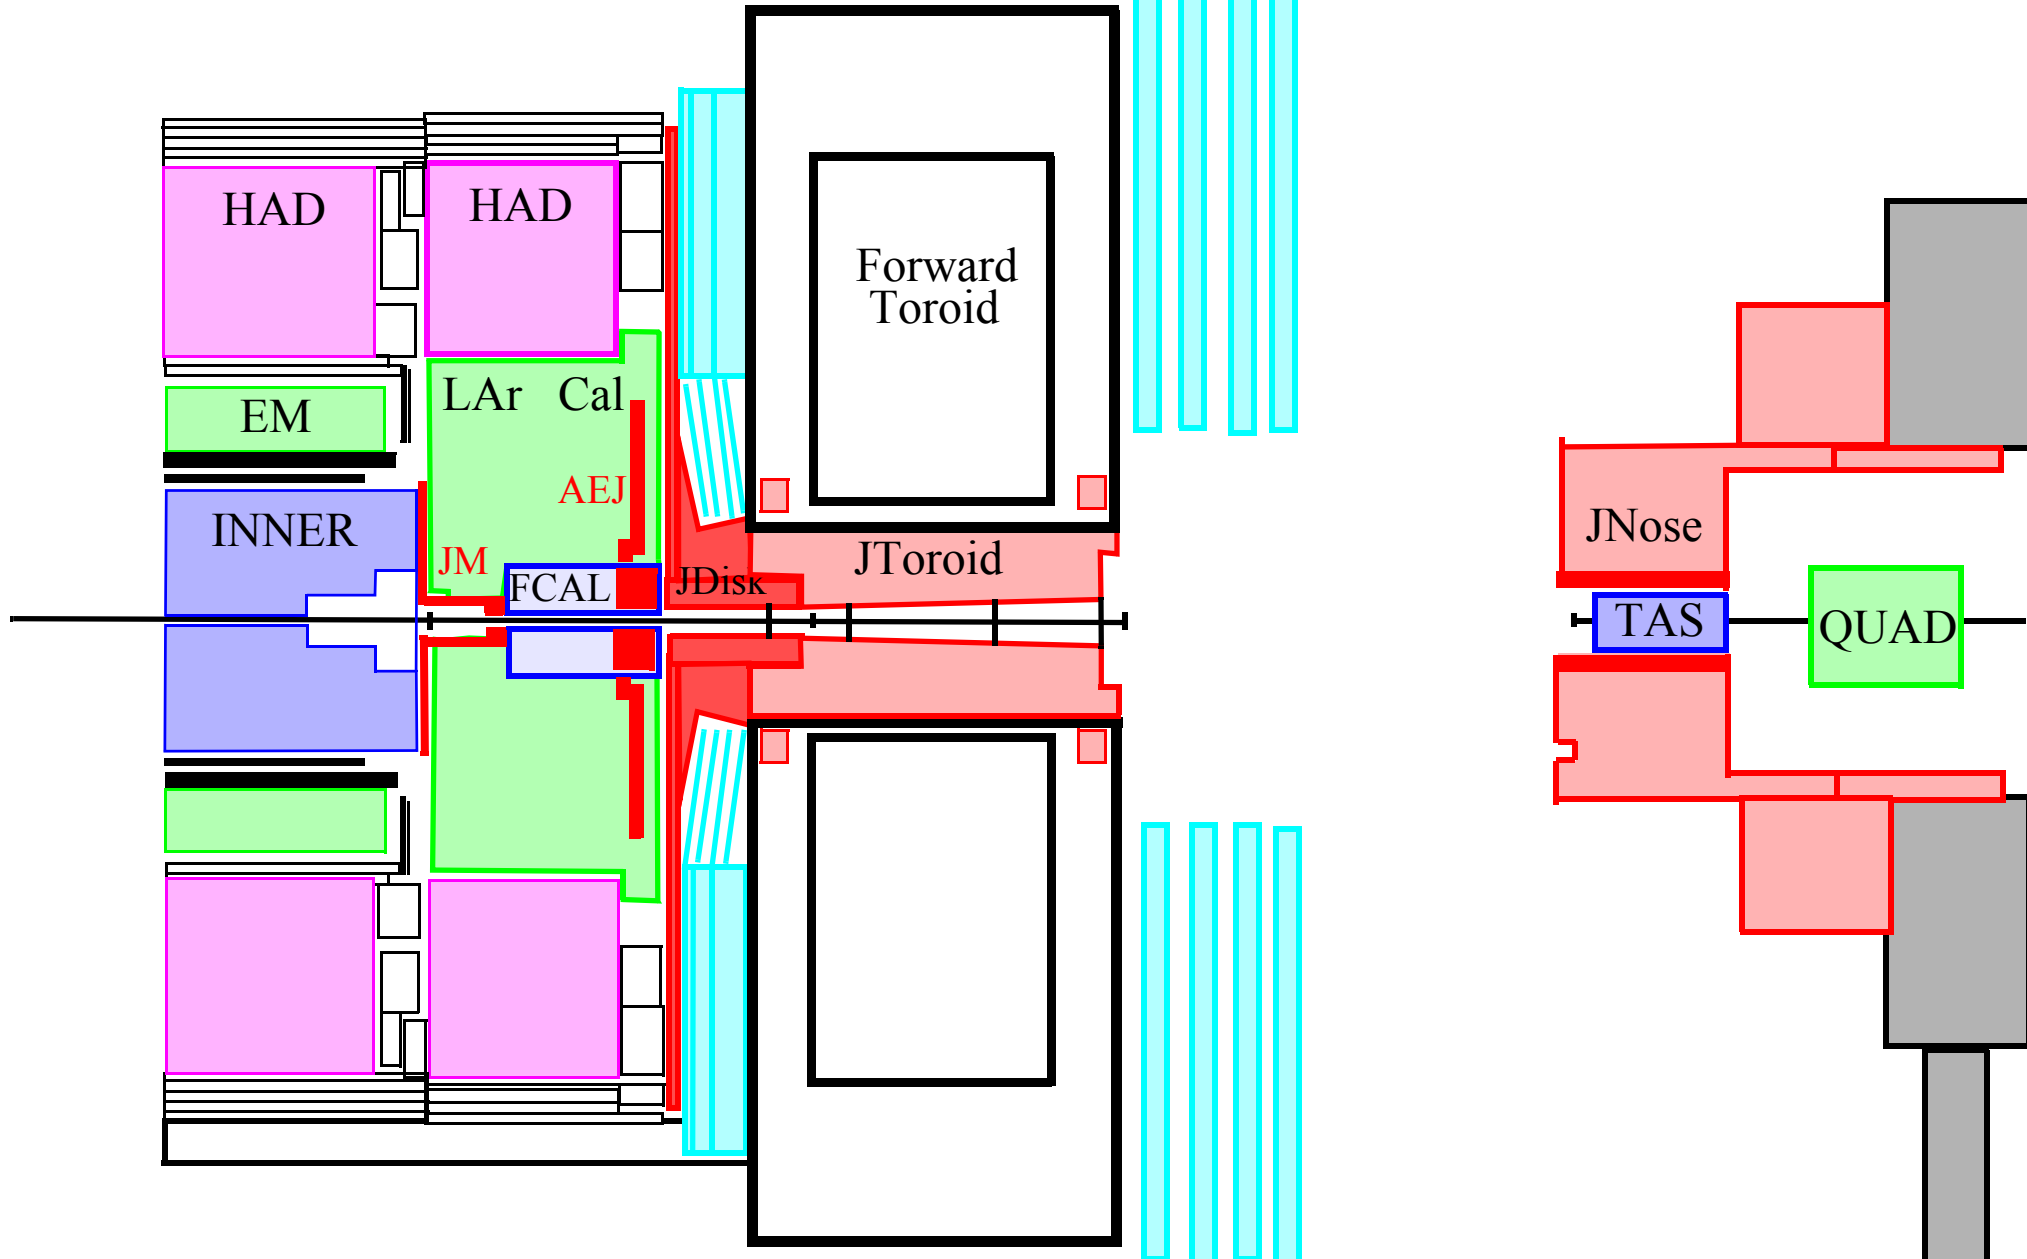 HAD
HAD
Forward
Toroid
LAr Cal
EM
AEJ
INNER
JM
FCAL
JDisk
JToroid
JNose
TAS
QUAD